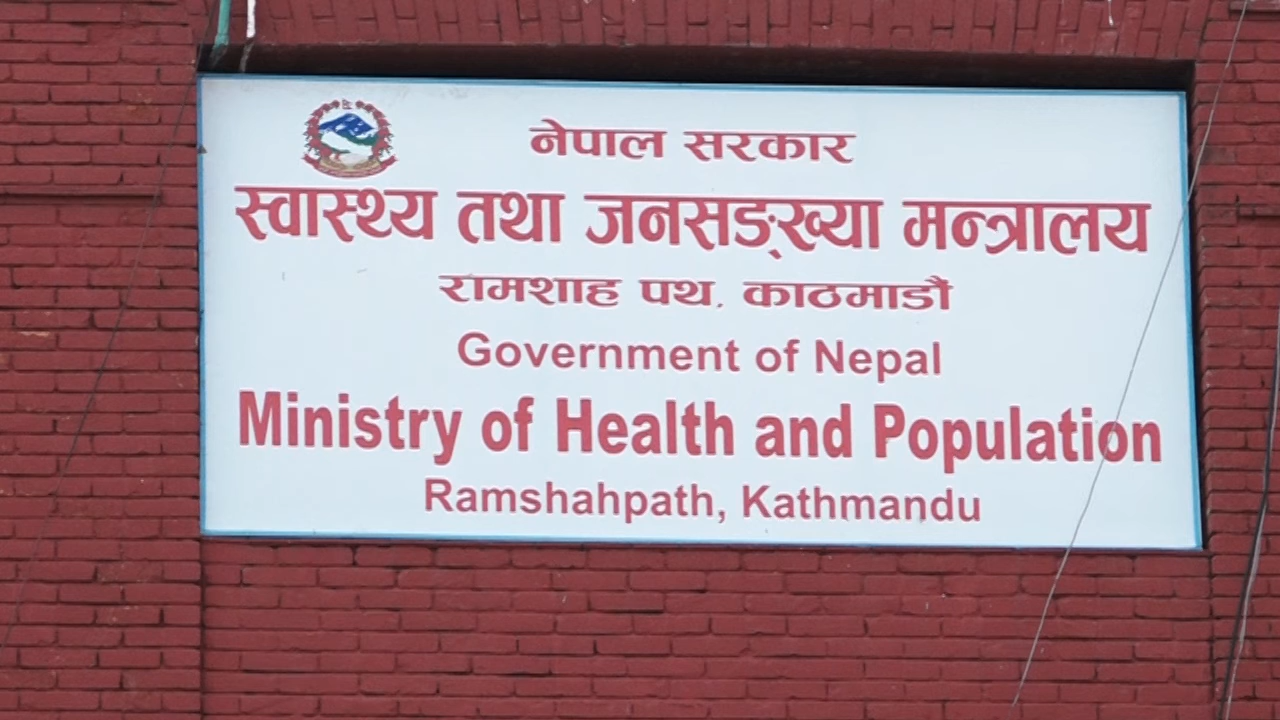 नेपाल सरकार
स्वास्थ्य तथा जनसङ्ख्या मन्त्रालय
रामशाह पथ, काठमाडौं
Government of Nepal
Ministry of Health and Population
Ramshahpath, Kathmandu